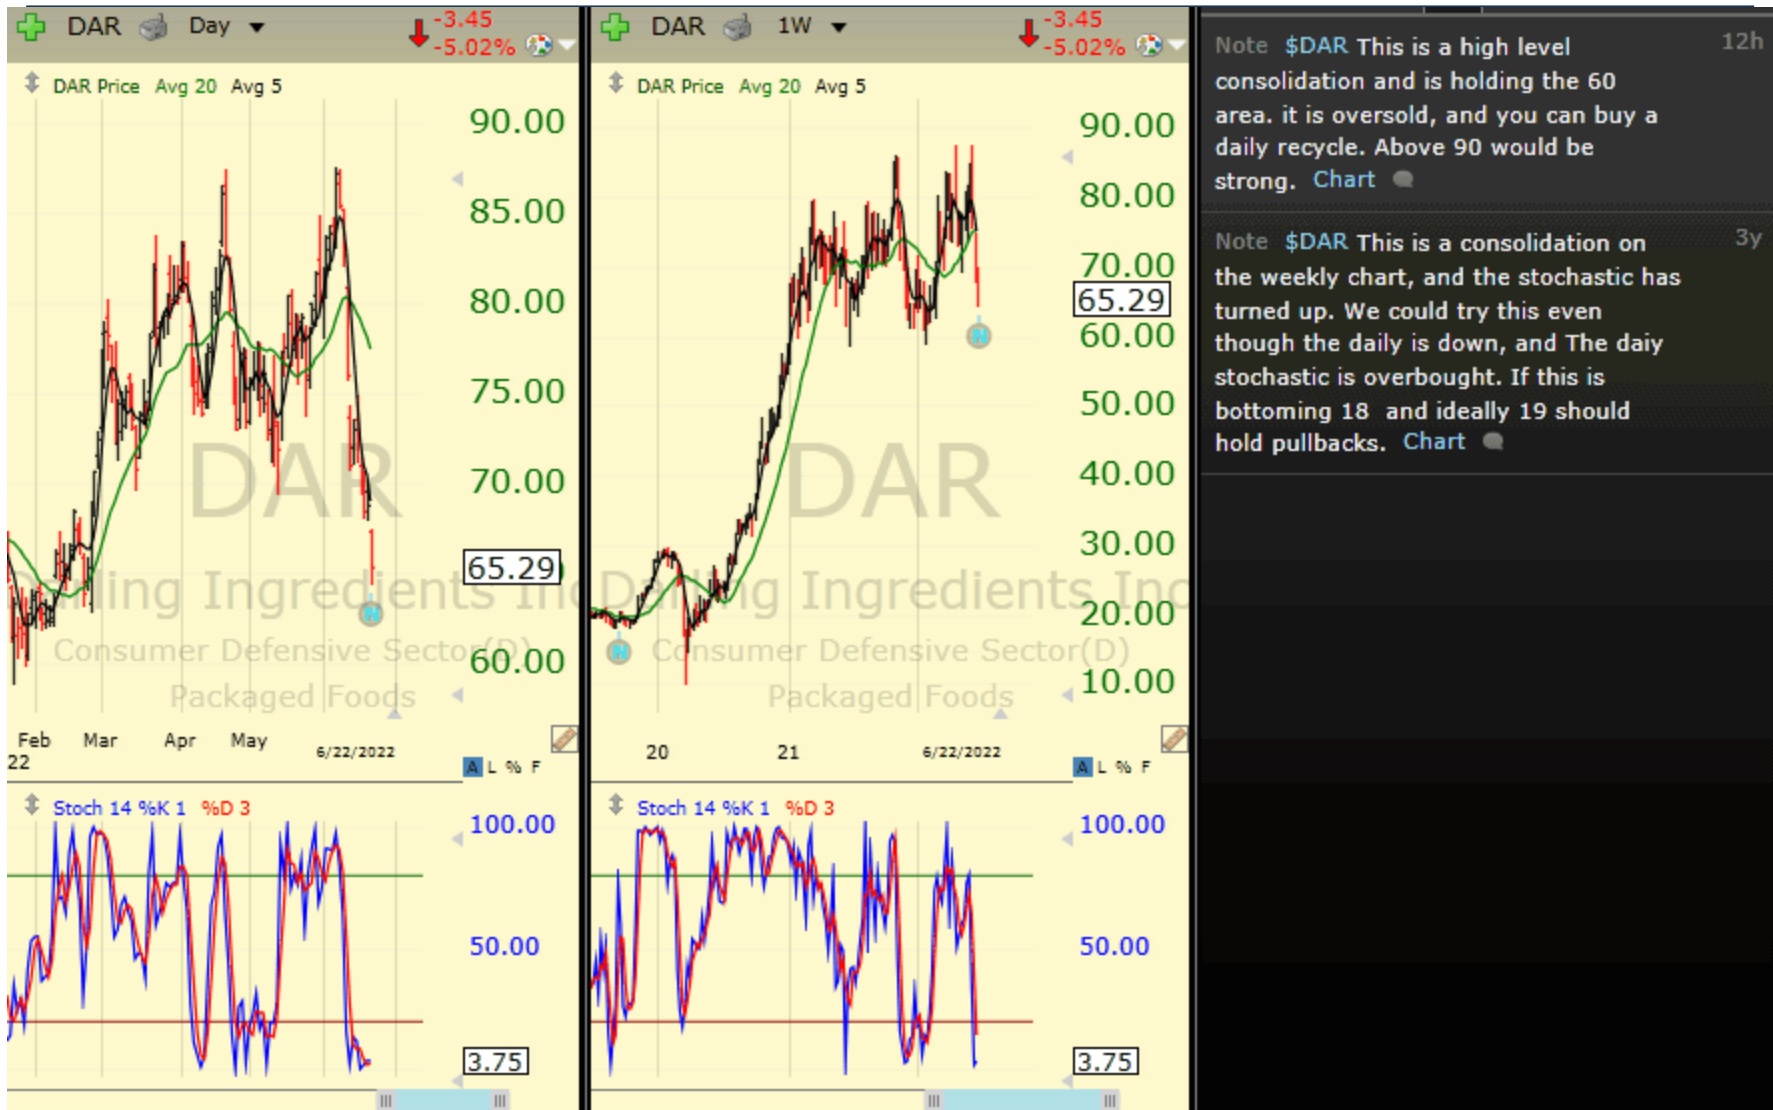 DAR Day
-3.45
-5.02%
DAR Price Avg 20 Avg 5
90.00
85.00
80.00
75.00
70.00
65.29
60.00
DAR
Darling Ingredients Inc
Consumer Defensive Sector(D)
Packaged Foods
Feb Mar Apr May 6/22/2022
22
A L % F
Stoch 14 %K 1 %D 3
100.00
50.00
3.75
N
DAR 1W
-3.45
-5.02%
DAR Price Avg 20 Avg 5
90.00
80.00
70.00
65.29
60.00
50.00
40.00
30.00
20.00
10.00
DAR
Darling Ingredients Inc
Consumer Defensive Sector(D)
Packaged Foods
N
N
20 21 6/22/2022
A L % F
Stoch 14 %K 1 %D 3
100.00
50.00
3.75
Note $DAR This is a high level 12h
consolidation and is holding the 60
area. it is oversold, and you can buy a
daily recycle. Above 90 would be
strong. Chart
Note $DAR This is a consolidation on 3y
the weekly chart, and the stochastic has
turned up. We could try this even
though the daily is down, and The daiy
stochastic is overbought. If this is
bottoming 18 and ideally 19 should
hold pullbacks. Chart